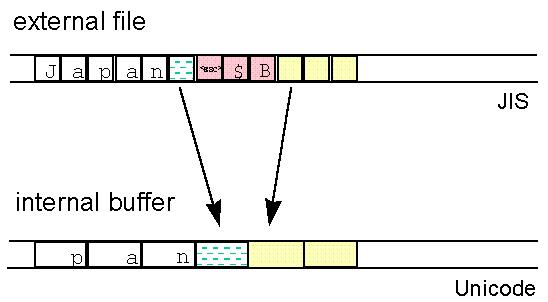 external file
J a p a n <esc> $ B
JIS
internal buffer
p a n
Unicode